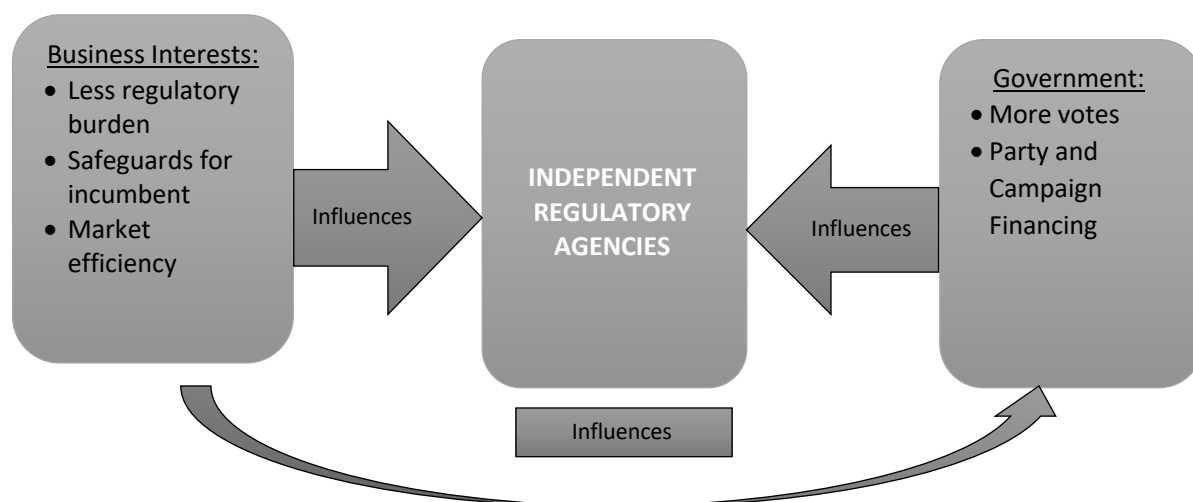 Business Interests:
• Less regulatory
burden
• Safeguards for
incumbent
• Market
efficiency
Influences
INDEPENDENT
REGULATORY
AGENCIES
Influences
Government:
• More votes
• Party and
Campaign
Financing
Influences